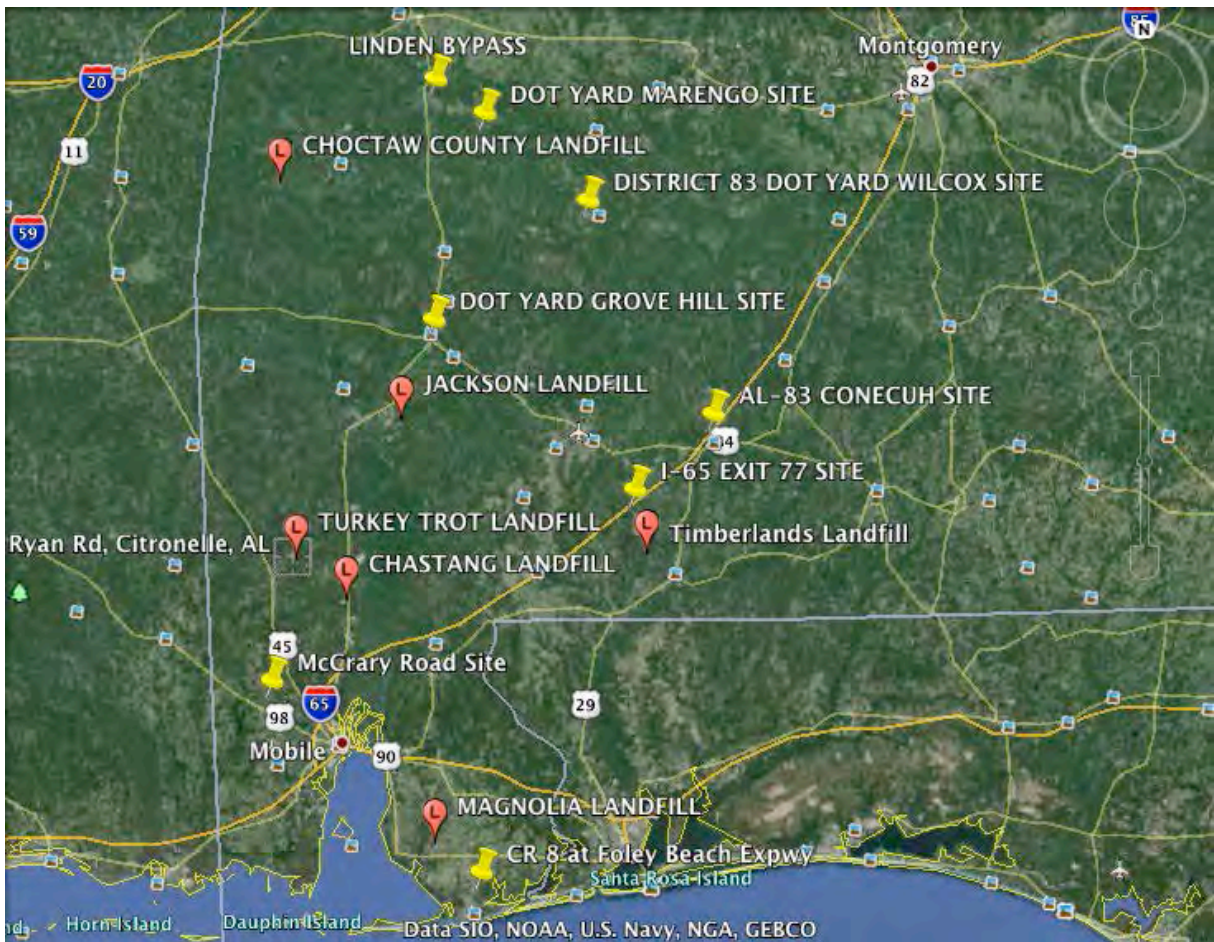 85
N
LINDEN BYPASS
Montgomery
20
82
DOT YARD MARENGO SITE
11
CHOCTAW COUNTY LANDFILL
DISTRICT 83 DOT YARD WILCOX SITE
59
DOT YARD GROVE HILL SITE
JACKSON LANDFILL
AL-83 CONECUH SITE
I-65 EXIT 77 SITE
TURKEY TROT LANDFILL
Timberlands Landfill
Ryan Rd, Citronelle, AL
CHASTANG LANDFILL
45
McCrary Road Site
65
29
98
Mobile
90
MAGNOLIA LANDFILL
CR 8 at Foley Beach Expwy
Santa Rosa Island
Horn Island
Dauphin Island
Data SIO, NOAA, U.S. Navy, NGA, GEBCO